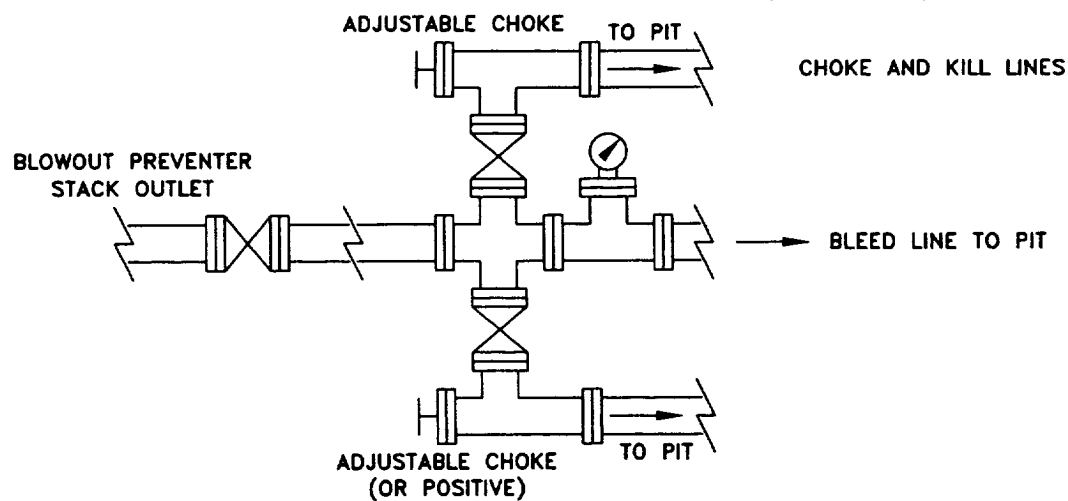 ADJUSTABLE CHOKE
TO PIT
CHOKE AND KILL LINES
BLOWOUT PREVENTER
STACK OUTLET
BLEED LINE TO PIT
TO PIT
ADJUSTABLE CHOKE
(OR POSITIVE)